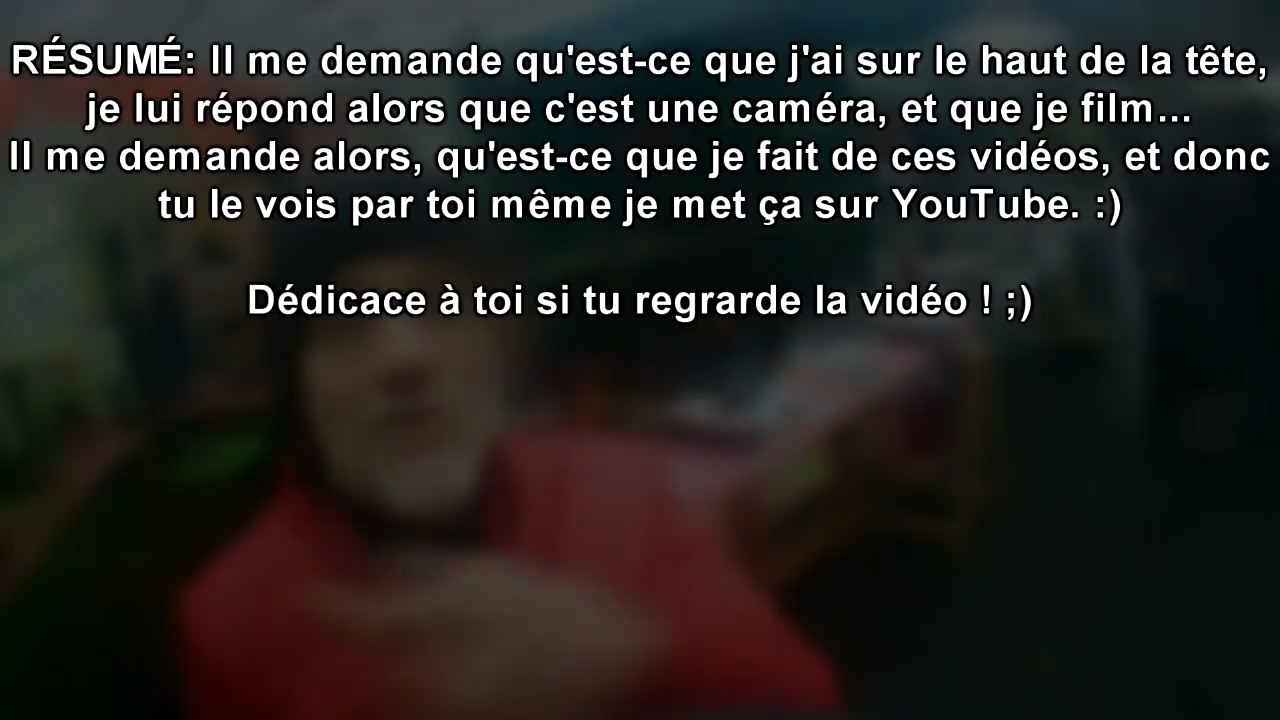 RÉSUMÉ: Il me demande qu'est-ce que j'ai sur le haut de la tête,
je lui répond alors que c'est une caméra, et que je film...
Il me demande alors, qu'est-ce que je fait de ces vidéos, et donc
tu le vois par toi même je met ça sur YouTube. :)
Dédicace à toi si tu regrarde la vidéo ! ;)